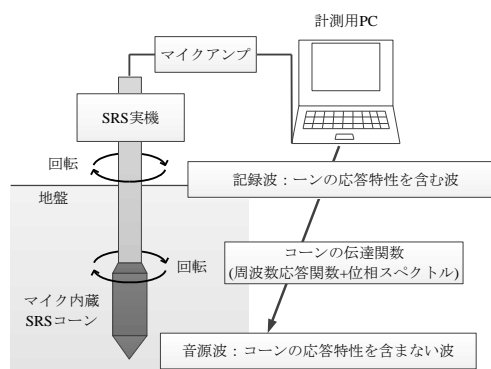 計測用PC
マイクアンプ
SRS実機
回転
記録波：ーンの応答特性を含む波
地盤
コーンの伝達関数
(周波数応答関数+位相スペクトル)
回転
マイク内蔵
SRSコーン
音源波：コーンの応答特性を含まない波